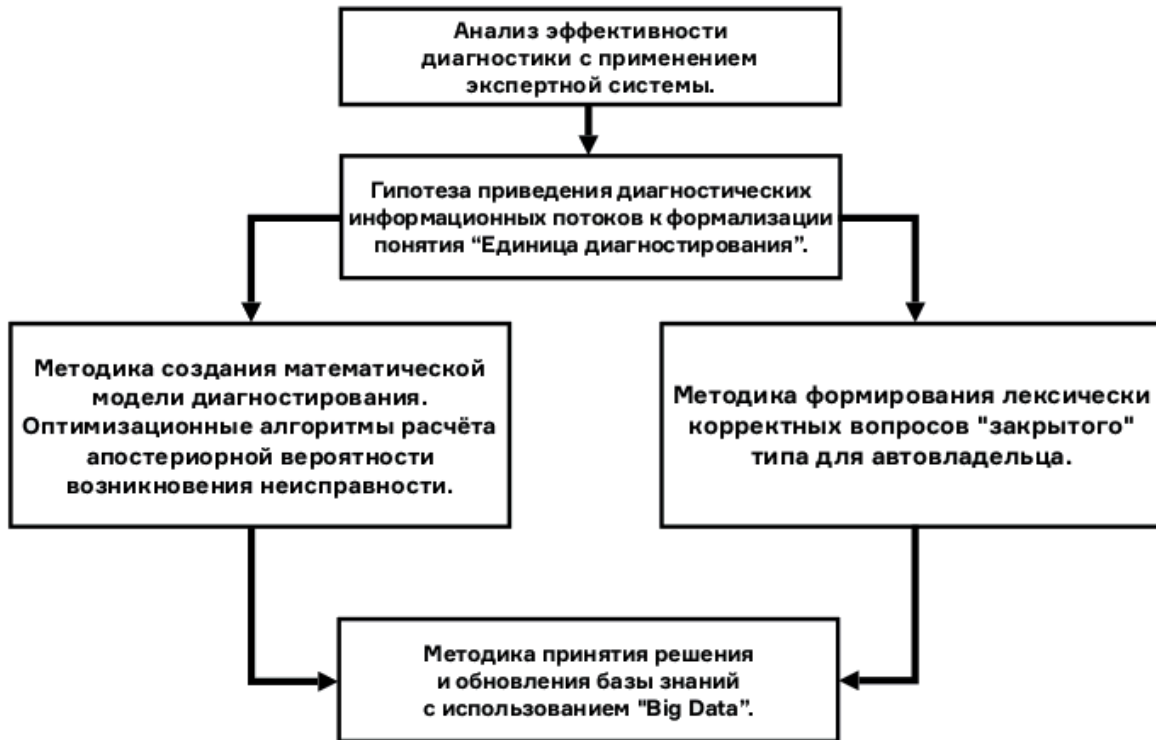 Анализ эффективности
диагностики с применением
экспертной системы.
Гипотеза приведения диагностических
информационных потоков к формализации
понятия “Единица диагностирования”.
Методика создания математической
модели диагностирования.
Оптимизационные алгоритмы расчёта
апостериорной вероятности
возникновения неисправности.
Методика формирования лексически
корректных вопросов "закрытого"
типа для автовладельца.
Методика принятия решения
и обновления базы знаний
с использованием "Big Data”.